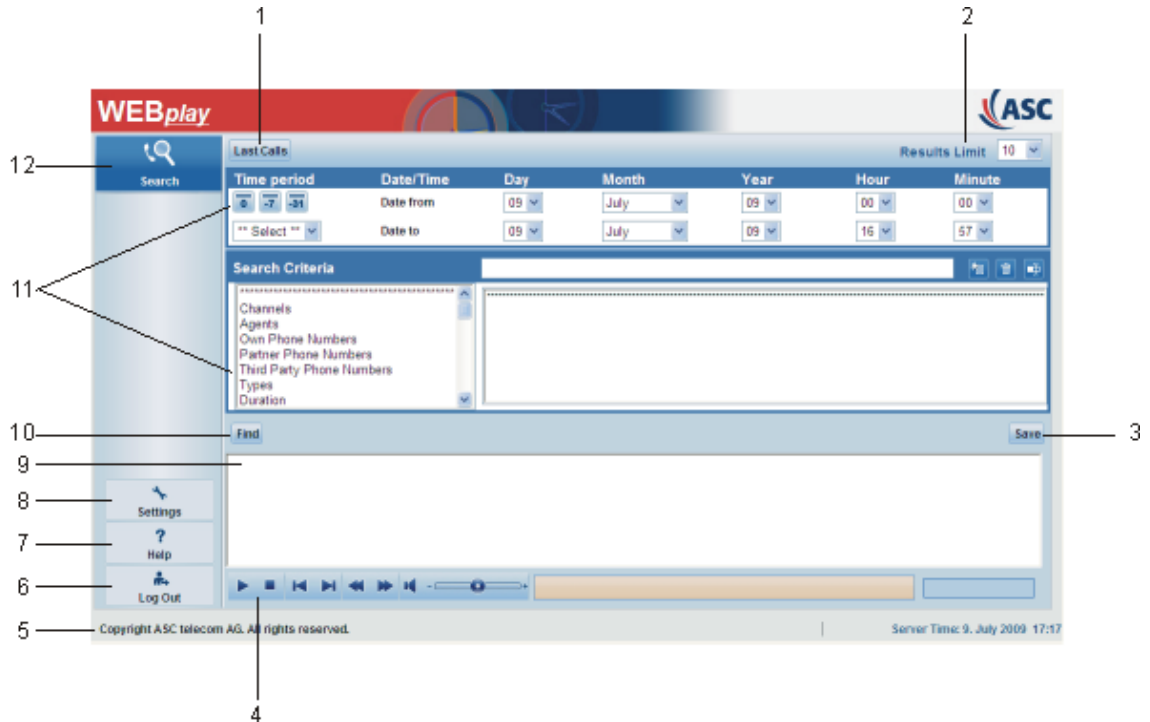 1
2
WEBplay
ASC
12
Search
Last Calls
Results Limit 10
Time period Date/Time Day Month Year Hour Minute
0 -7 -31 Date from 09 July 09 00 00
** Select ** Date to 09 July 09 16 57
11
Search Criteria
Channels
Agents
Own Phone Numbers
Partner Phone Numbers
Third Party Phone Numbers
Types
Duration
10
Find
Save
3
9
8
Settings
7
?
Help
6
Log Out
- +
5
Copyright ASC telecom AG. All rights reserved.
Server Time: 9. July 2009 17:17
4